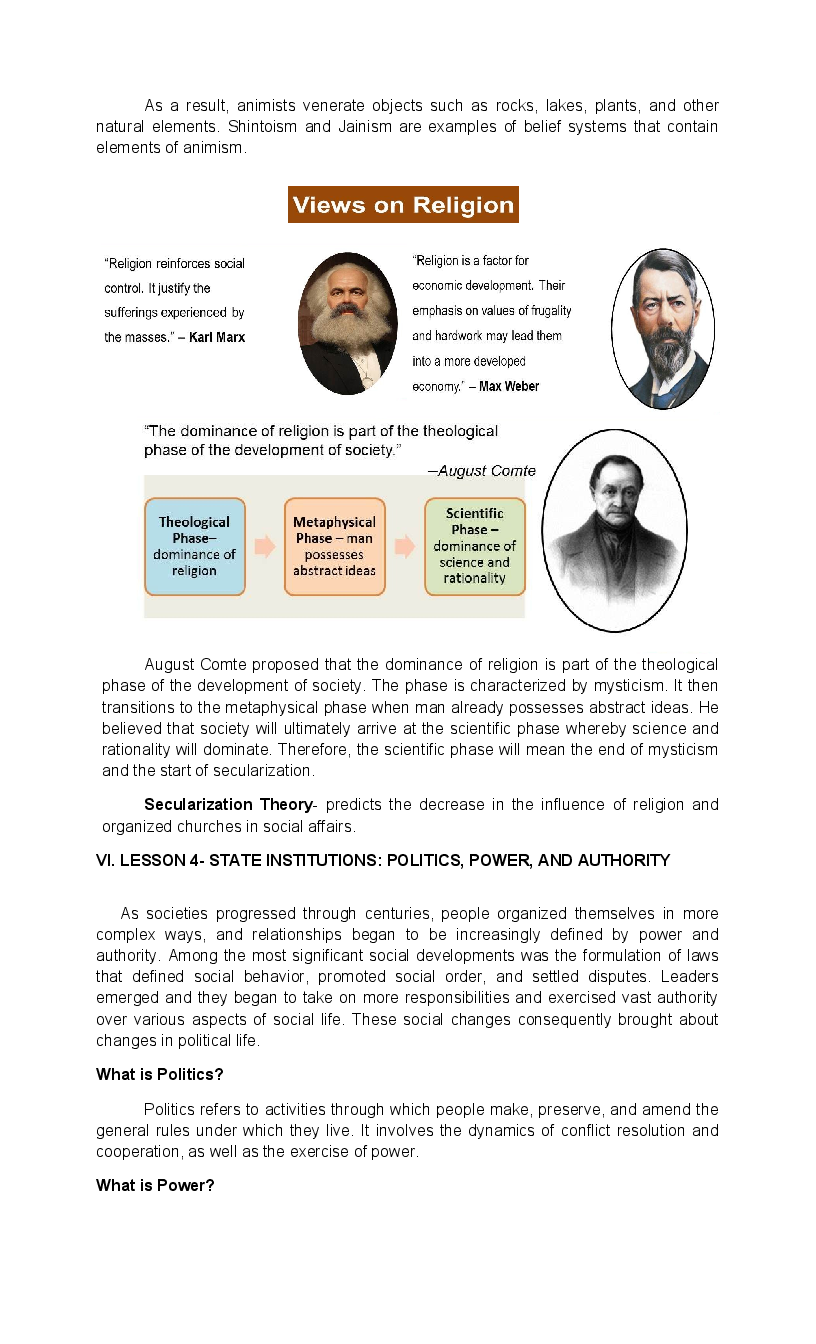 As a result, animists venerate objects such as rocks, lakes, plants, and other
natural elements. Shintoism and Jainism are examples of belief systems that contain
elements of animism.
Views on Religion
“Religion reinforces social
control. It justify the
sufferings experienced by
the masses.” – Karl Marx
“Religion is a factor for
economic development. Their
emphasis on values of frugality
and hardwork may lead them
into a more developed
economy.” – Max Weber
“The dominance of religion is part of the theological
phase of the development of society.”
–August Comte
Theological
Phase–
dominance of
religion
Metaphysical
Phase – man
possesses
abstract ideas
Scientific
Phase –
dominance of
science and
rationality
August Comte proposed that the dominance of religion is part of the theological
phase of the development of society. The phase is characterized by mysticism. It then
transitions to the metaphysical phase when man already possesses abstract ideas. He
believed that society will ultimately arrive at the scientific phase whereby science and
rationality will dominate. Therefore, the scientific phase will mean the end of mysticism
and the start of secularization.
Secularization Theory- predicts the decrease in the influence of religion and
organized churches in social affairs.
VI. LESSON 4- STATE INSTITUTIONS: POLITICS, POWER, AND AUTHORITY
As societies progressed through centuries, people organized themselves in more
complex ways, and relationships began to be increasingly defined by power and
authority. Among the most significant social developments was the formulation of laws
that defined social behavior, promoted social order, and settled disputes. Leaders
emerged and they began to take on more responsibilities and exercised vast authority
over various aspects of social life. These social changes consequently brought about
changes in political life.
What is Politics?
Politics refers to activities through which people make, preserve, and amend the
general rules under which they live. It involves the dynamics of conflict resolution and
cooperation, as well as the exercise of power.
What is Power?